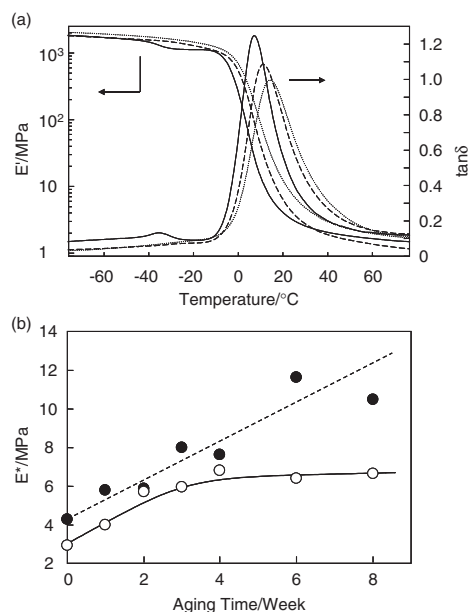 (a)
10³
10²
10
1
E'/MPa
1.2
1.0
0.8
0.6
0.4
0.2
0
tanδ
-60 -40 -20 0 20 40 60
Temperature/°C
(b)
14
12
10
8
6
4
2
E*/MPa
0 2 4 6 8
Aging Time/Week